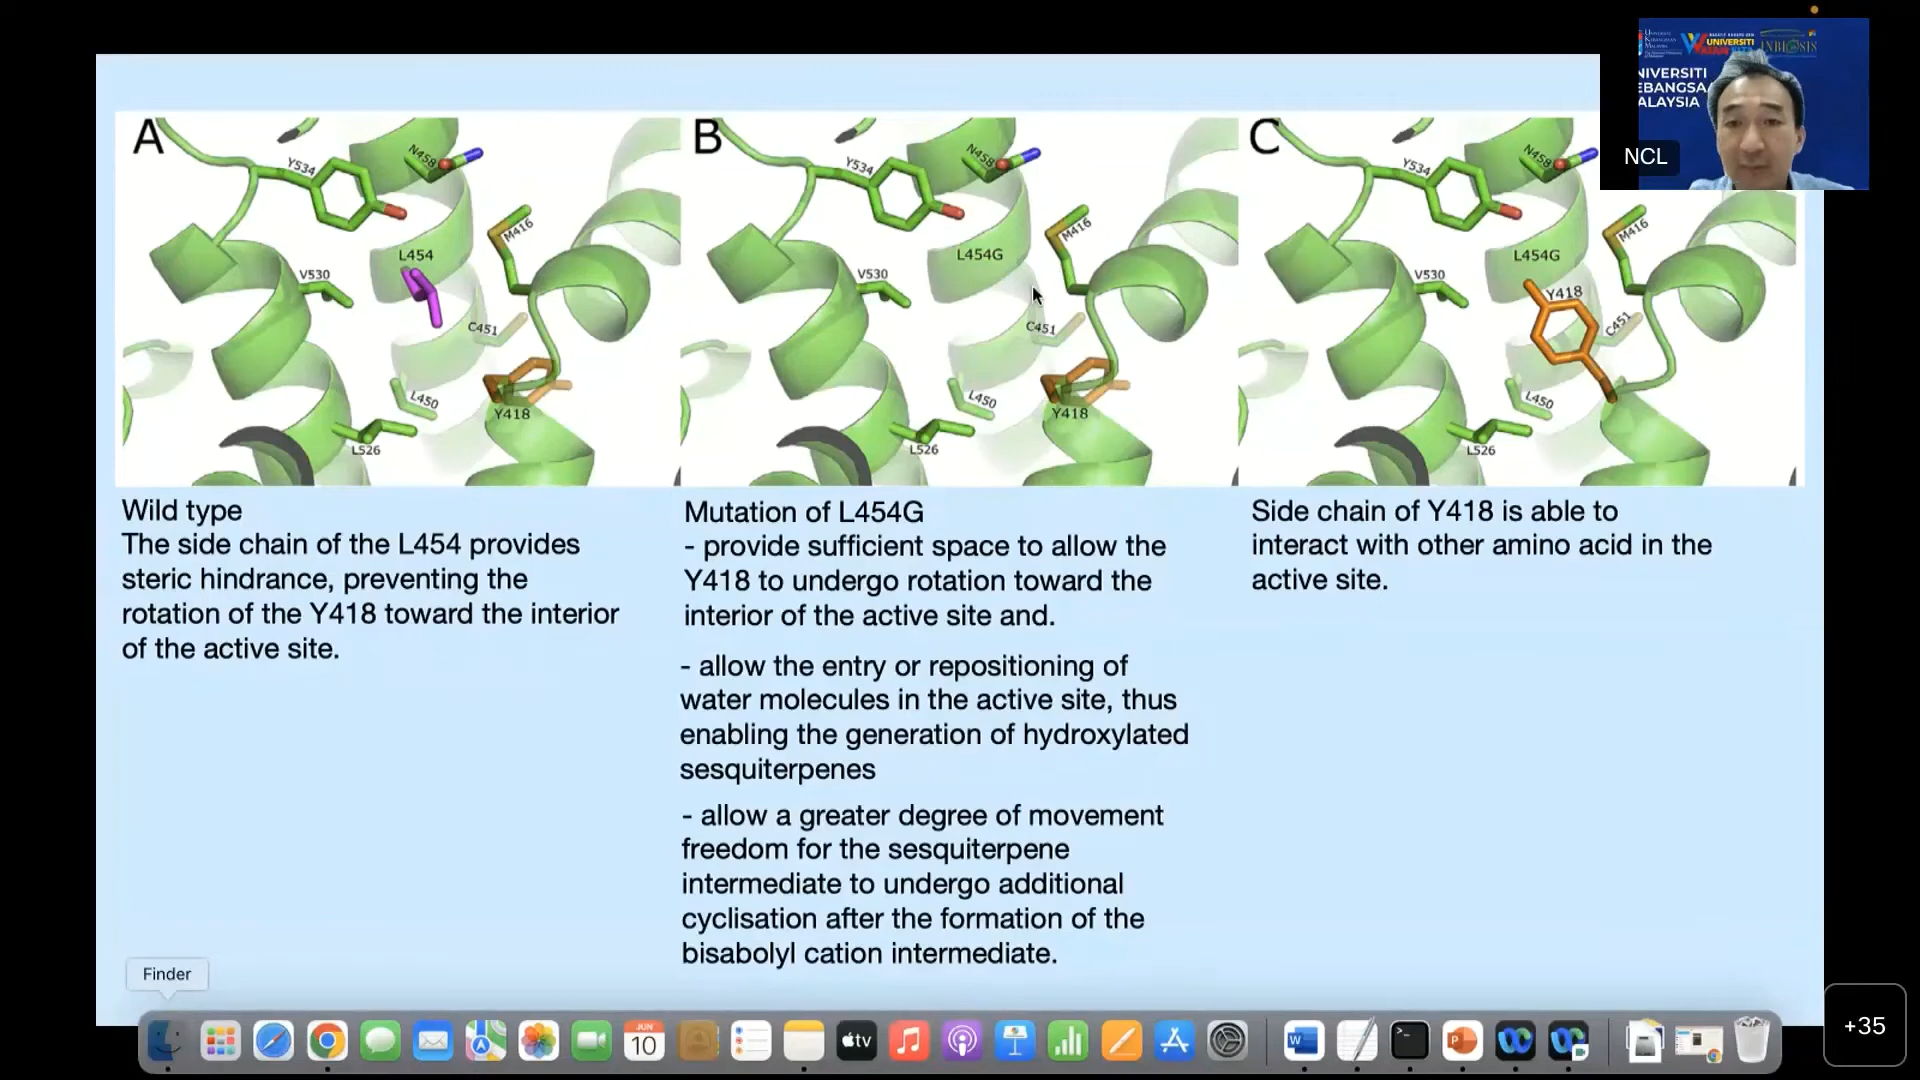 UNIVERSITI
KEBANGSAAN
MALAYSIA
UNIVERSITI
INBIOSIS
NIVERSITI
EBANGSA
ALAYSIA
NCL
A
Y534
N458
M416
L454
V530
C451
L450
Y418
L526
B
Y534
N458
M416
L454G
V530
C451
L450
Y418
L526
C
Y534
N458
M416
L454G
V530
Y418
C451
L450
L526
Wild type
The side chain of the L454 provides
steric hindrance, preventing the
rotation of the Y418 toward the interior
of the active site.
Mutation of L454G
- provide sufficient space to allow the
Y418 to undergo rotation toward the
interior of the active site and.
- allow the entry or repositioning of
water molecules in the active site, thus
enabling the generation of hydroxylated
sesquiterpenes
- allow a greater degree of movement
freedom for the sesquiterpene
intermediate to undergo additional
cyclisation after the formation of the
bisabolyl cation intermediate.
Side chain of Y418 is able to
interact with other amino acid in the
active site.
Finder
JUN
10
tv
W
P
+35